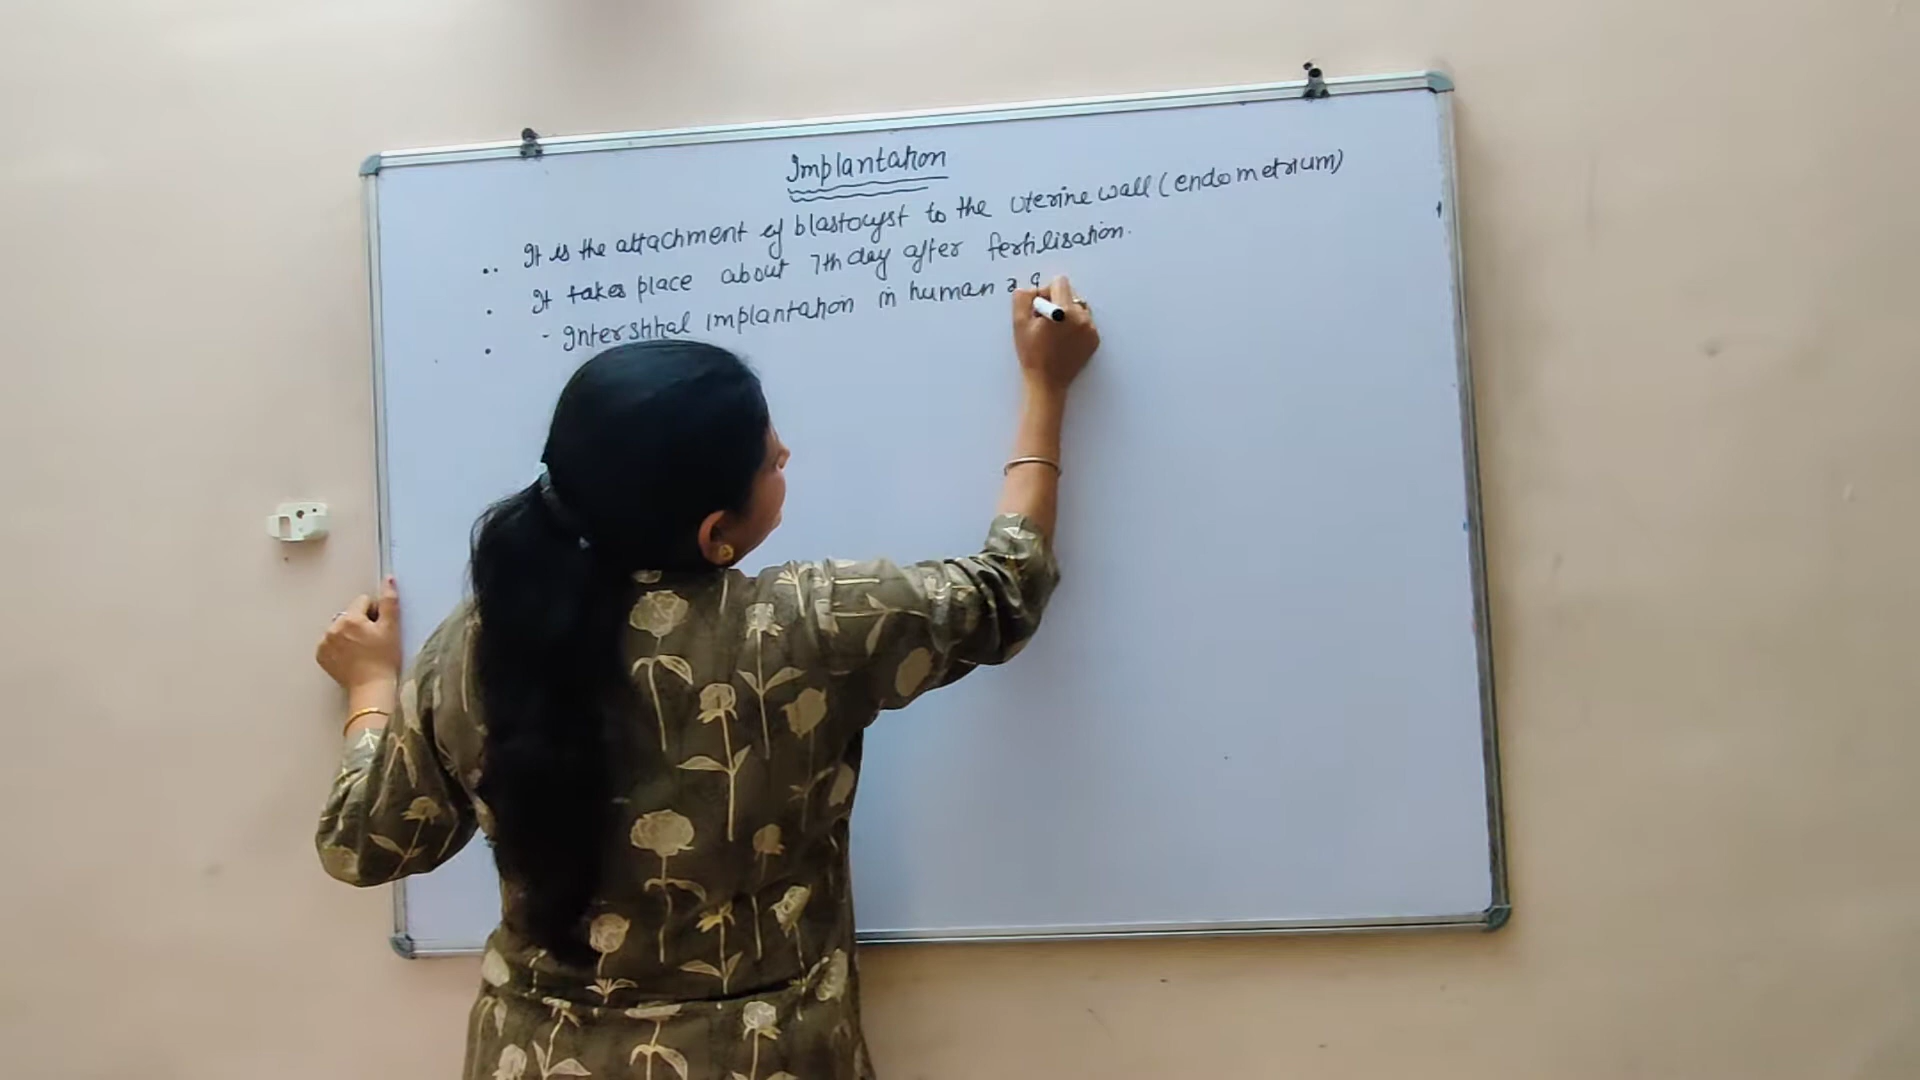 Implantation
It is the attachment of blastocyst to the uterine wall (endometrium)
It takes place about 7th day after fertilisation.
- Interstitial implantation in human &